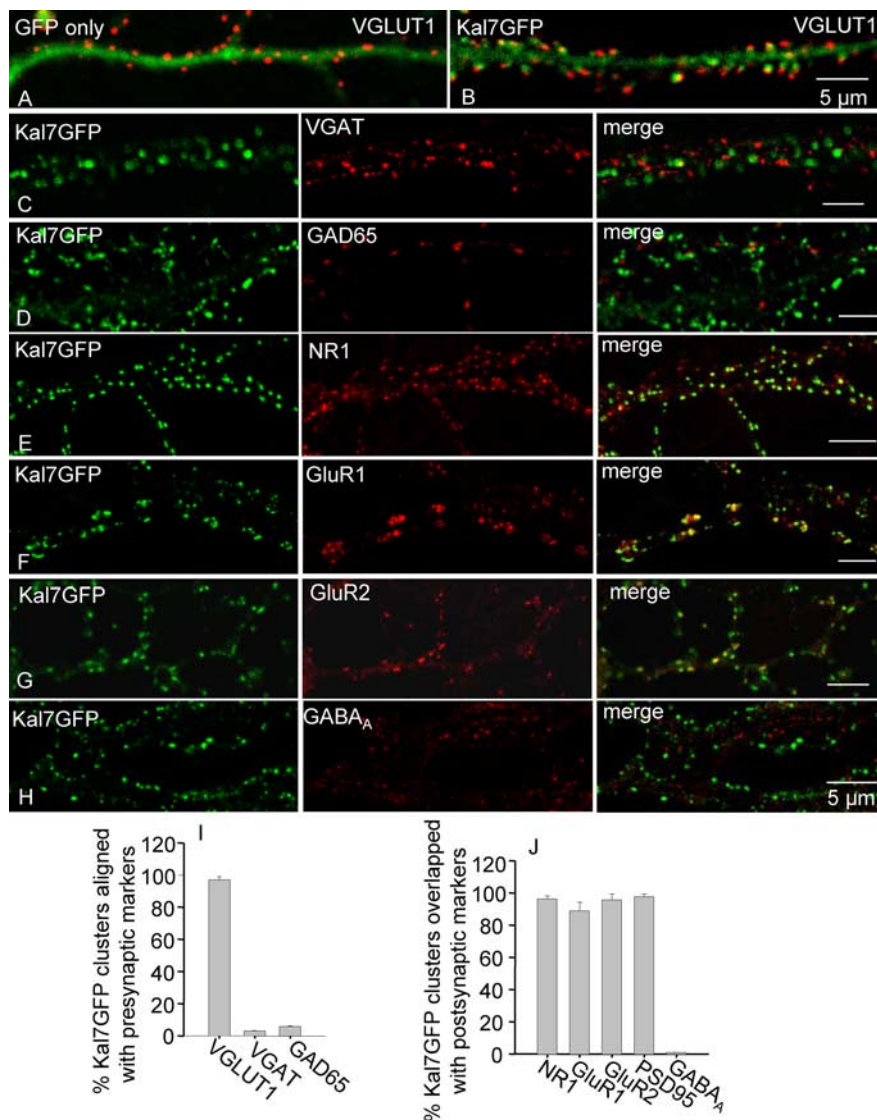 GFP only VGLUT1
A
Kal7GFP VGLUT1
B
5 µm
Kal7GFP VGAT merge
C
Kal7GFP GAD65 merge
D
Kal7GFP NR1 merge
E
Kal7GFP GluR1 merge
F
Kal7GFP GluR2 merge
G
Kal7GFP GABAA merge
H
5 µm
I
% Kal7GFP clusters aligned
with presynaptic markers
120
100
80
60
40
20
0
VGLUT1
VGAT
GAD65
J
% Kal7GFP clusters overlapped
with postsynaptic markers
120
100
80
60
40
20
0
NR1
GluR1
GluR2
PSD95
GABAA